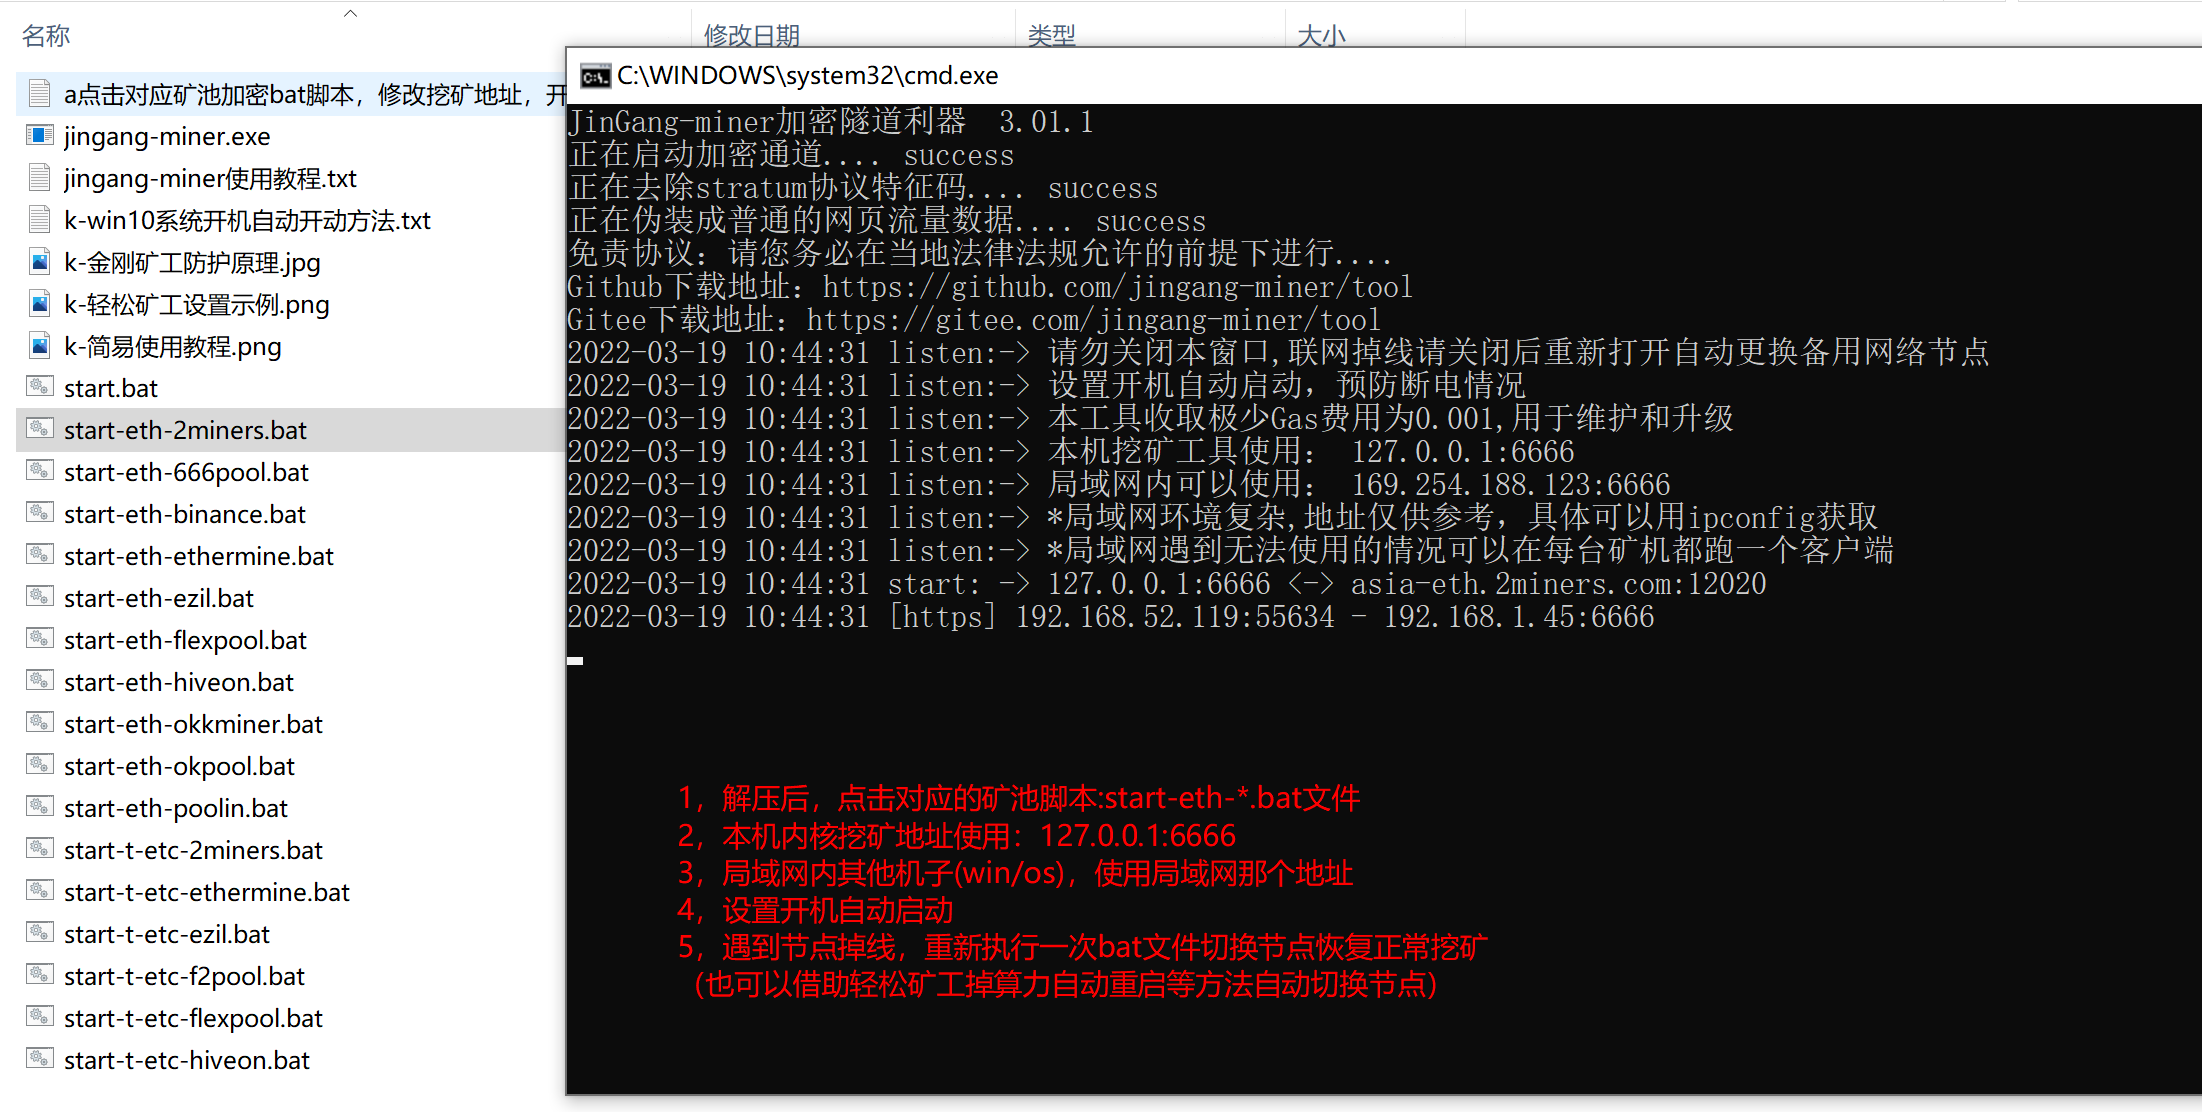 名称
修改日期
类型
大小
a点击对应矿池加密bat脚本，修改挖矿地址，开
jingang-miner.exe
jingang-miner使用教程.txt
k-win10系统开机自动开动方法.txt
k-金刚矿工防护原理.jpg
k-轻松矿工设置示例.png
k-简易使用教程.png
start.bat
start-eth-2miners.bat
start-eth-666pool.bat
start-eth-binance.bat
start-eth-ethermine.bat
start-eth-ezil.bat
start-eth-flexpool.bat
start-eth-hiveon.bat
start-eth-okkminer.bat
start-eth-okpool.bat
start-eth-poolin.bat
start-t-etc-2miners.bat
start-t-etc-ethermine.bat
start-t-etc-ezil.bat
start-t-etc-f2pool.bat
start-t-etc-flexpool.bat
start-t-etc-hiveon.bat
C:\WINDOWS\system32\cmd.exe
JinGang-miner加密隧道利器  3.01.1
正在启动加密通道.... success
正在去除stratum协议特征码.... success
正在伪装成普通的网页流量数据.... success
免责协议：请您务必在当地法律法规允许的前提下进行....
Github下载地址：https://github.com/jingang-miner/tool
Gitee下载地址：https://gitee.com/jingang-miner/tool
2022-03-19 10:44:31 listen:-> 请勿关闭本窗口,联网掉线请关闭后重新打开自动更换备用网络节点
2022-03-19 10:44:31 listen:-> 设置开机自动启动，预防断电情况
2022-03-19 10:44:31 listen:-> 本工具收取极少Gas费用为0.001,用于维护和升级
2022-03-19 10:44:31 listen:-> 本机挖矿工具使用： 127.0.0.1:6666
2022-03-19 10:44:31 listen:-> 局域网内可以使用： 169.254.188.123:6666
2022-03-19 10:44:31 listen:-> *局域网环境复杂,地址仅供参考，具体可以用ipconfig获取
2022-03-19 10:44:31 listen:-> *局域网遇到无法使用的情况可以在每台矿机都跑一个客户端
2022-03-19 10:44:31 start: -> 127.0.0.1:6666 <-> asia-eth.2miners.com:12020
2022-03-19 10:44:31 [https] 192.168.52.119:55634 - 192.168.1.45:6666
1，解压后，点击对应的矿池脚本:start-eth-*.bat文件
2，本机内核挖矿地址使用：127.0.0.1:6666
3，局域网内其他机子(win/os)，使用局域网那个地址
4，设置开机自动启动
5，遇到节点掉线，重新执行一次bat文件切换节点恢复正常挖矿
（也可以借助轻松矿工掉算力自动重启等方法自动切换节点）